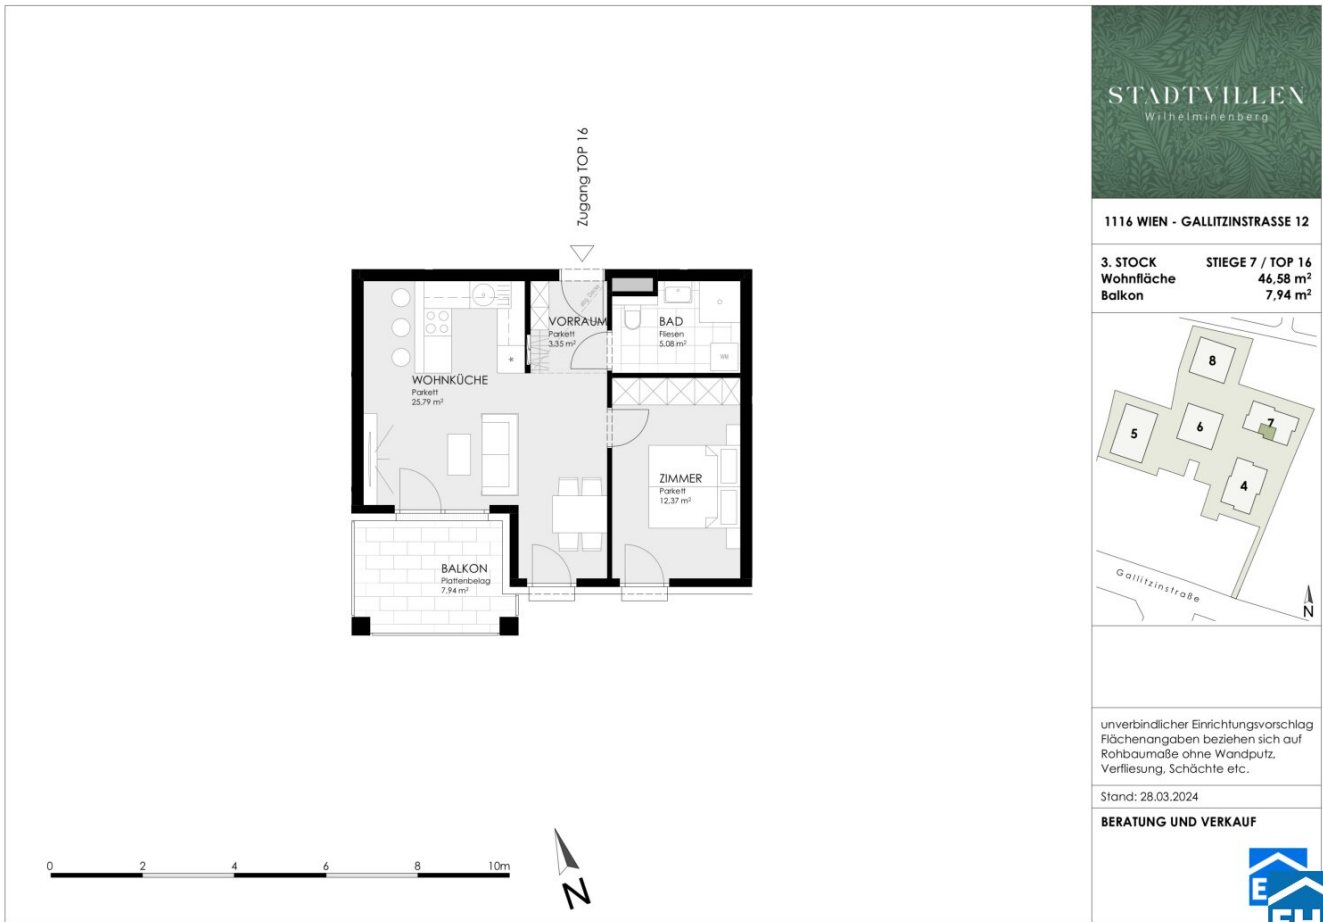 Zugang TOP 16
abg. Decke
VORRAUM
Parkett
3,35 m²
BAD
Fliesen
5,08 m²
WM
WOHNKÜCHE
Parkett
25,79 m²
ZIMMER
Parkett
12,37 m²
BALKON
Plattenbelag
7,94 m²
0 2 4 6 8 10m
N
STADTVILLEN
Wilhelminenberg
1116 WIEN - GALLITZINSTRASSE 12
3. STOCK STIEGE 7 / TOP 16
Wohnfläche 46,58 m²
Balkon 7,94 m²
8
7
6
5
4
Gallitzinstraße
N
unverbindlicher Einrichtungsvorschlag
Flächenangaben beziehen sich auf
Rohbaumaße ohne Wandputz,
Verfliesung, Schächte etc.
Stand: 28.03.2024
BERATUNG UND VERKAUF